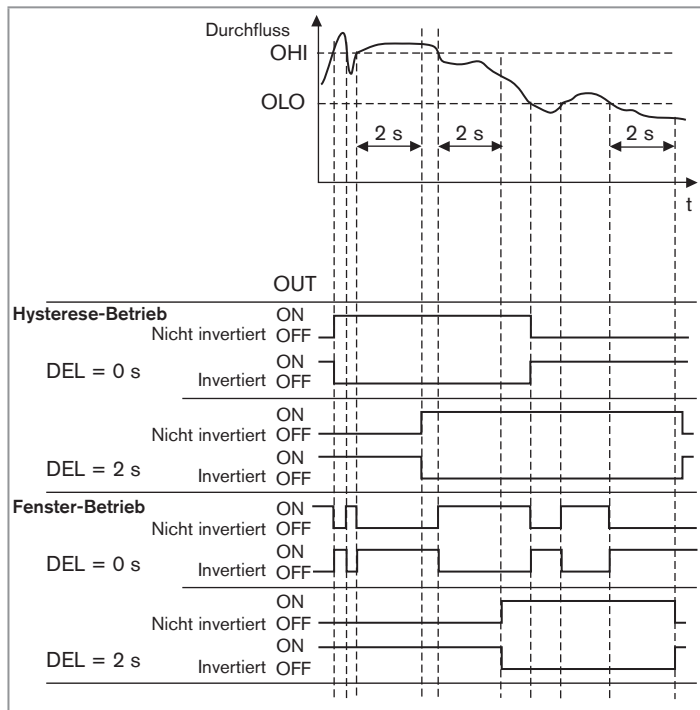 Durchfluss
OHI
OLO
2 s 2 s 2 s
t
OUT
Hysterese-Betrieb
ON
Nicht invertiert OFF
DEL = 0 s
ON
Invertiert OFF
ON
Nicht invertiert OFF
DEL = 2 s
ON
Invertiert OFF
Fenster-Betrieb
ON
Nicht invertiert OFF
DEL = 0 s
ON
Invertiert OFF
ON
Nicht invertiert OFF
DEL = 2 s
ON
Invertiert OFF